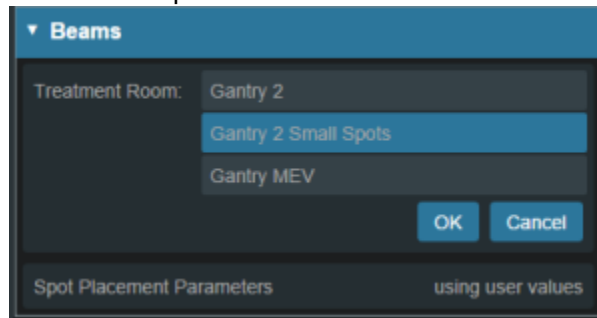 Beams
Treatment Room: Gantry 2
Gantry 2 Small Spots
Gantry MEV
OK Cancel
Spot Placement Parameters using user values